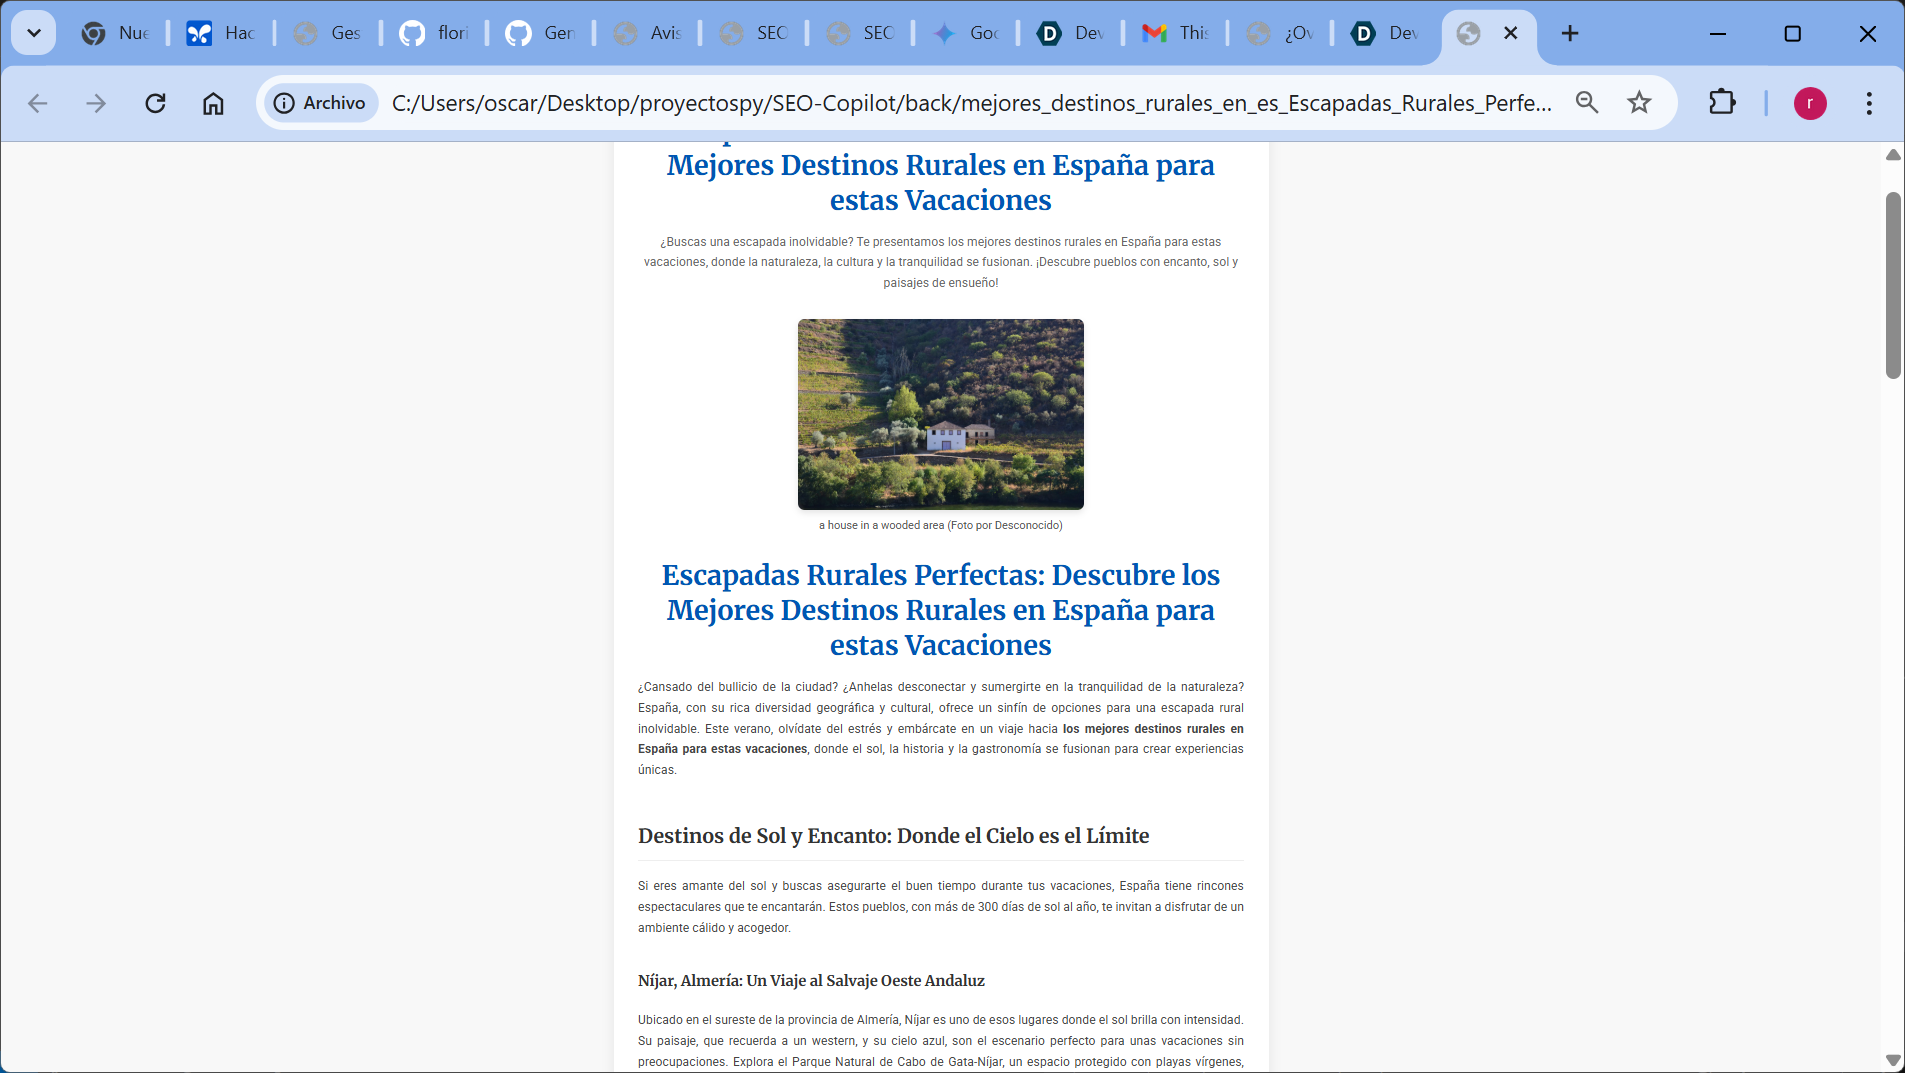 Nue
Hac
Ges
flori
Gen
Avis
SEO
SEO
Goo
Dev
This
¿Ov
Dev
Archivo
C:/Users/oscar/Desktop/proyectospy/SEO-Copilot/back/mejores_destinos_rurales_en_es_Escapadas_Rurales_Perfe...
r
Mejores Destinos Rurales en España para
estas Vacaciones
¿Buscas una escapada inolvidable? Te presentamos los mejores destinos rurales en España para estas
vacaciones, donde la naturaleza, la cultura y la tranquilidad se fusionan. ¡Descubre pueblos con encanto, sol y
paisajes de ensueño!
a house in a wooded area (Foto por Desconocido)
Escapadas Rurales Perfectas: Descubre los
Mejores Destinos Rurales en España para
estas Vacaciones
¿Cansado del bullicio de la ciudad? ¿Anhelas desconectar y sumergirte en la tranquilidad de la naturaleza?
España, con su rica diversidad geográfica y cultural, ofrece un sinfín de opciones para una escapada rural
inolvidable. Este verano, olvídate del estrés y embárcate en un viaje hacia los mejores destinos rurales en
España para estas vacaciones, donde el sol, la historia y la gastronomía se fusionan para crear experiencias
únicas.
Destinos de Sol y Encanto: Donde el Cielo es el Límite
Si eres amante del sol y buscas asegurarte el buen tiempo durante tus vacaciones, España tiene rincones
espectaculares que te encantarán. Estos pueblos, con más de 300 días de sol al año, te invitan a disfrutar de un
ambiente cálido y acogedor.
Níjar, Almería: Un Viaje al Salvaje Oeste Andaluz
Ubicado en el sureste de la provincia de Almería, Níjar es uno de esos lugares donde el sol brilla con intensidad.
Su paisaje, que recuerda a un western, y su cielo azul, son el escenario perfecto para unas vacaciones sin
preocupaciones. Explora el Parque Natural de Cabo de Gata-Níjar, un espacio protegido con playas vírgenes,